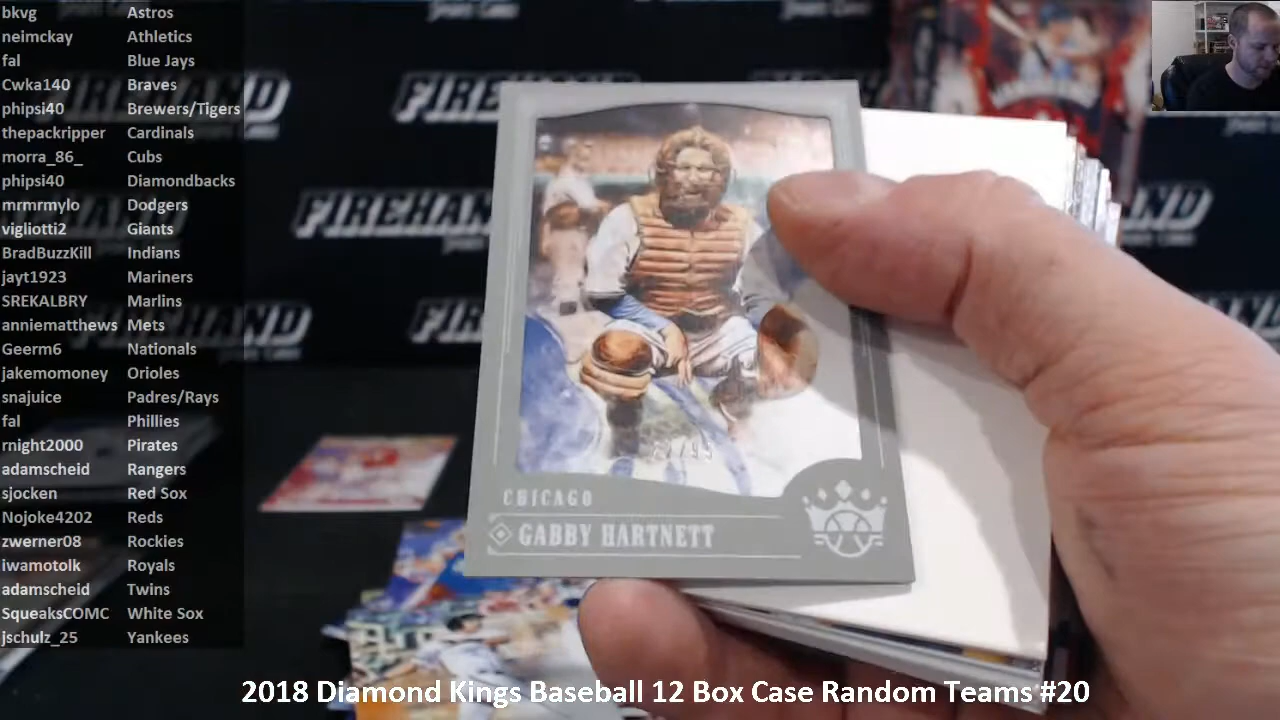 bkvg Astros
neimckay Athletics
fal Blue Jays
Cwka140 Braves
phipsi40 Brewers/Tigers
thepackripper Cardinals
morra_86_ Cubs
phipsi40 Diamondbacks
mrmrmylo Dodgers
vigliotti2 Giants
BradBuzzKill Indians
jayt1923 Mariners
SREKALBRY Marlins
anniematthews Mets
Geerm6 Nationals
jakemomoney Orioles
snajuice Padres/Rays
fal Phillies
rnight2000 Pirates
adamscheid Rangers
sjocken Red Sox
Nojoke4202 Reds
zwerner08 Rockies
iwamotolk Royals
adamscheid Twins
SqueaksCOMC White Sox
jschulz_25 Yankees
FIREHAND
FIREHAND
FIREHAND
CHICAGO
GABBY HARTNETT
2018 Diamond Kings Baseball 12 Box Case Random Teams #20